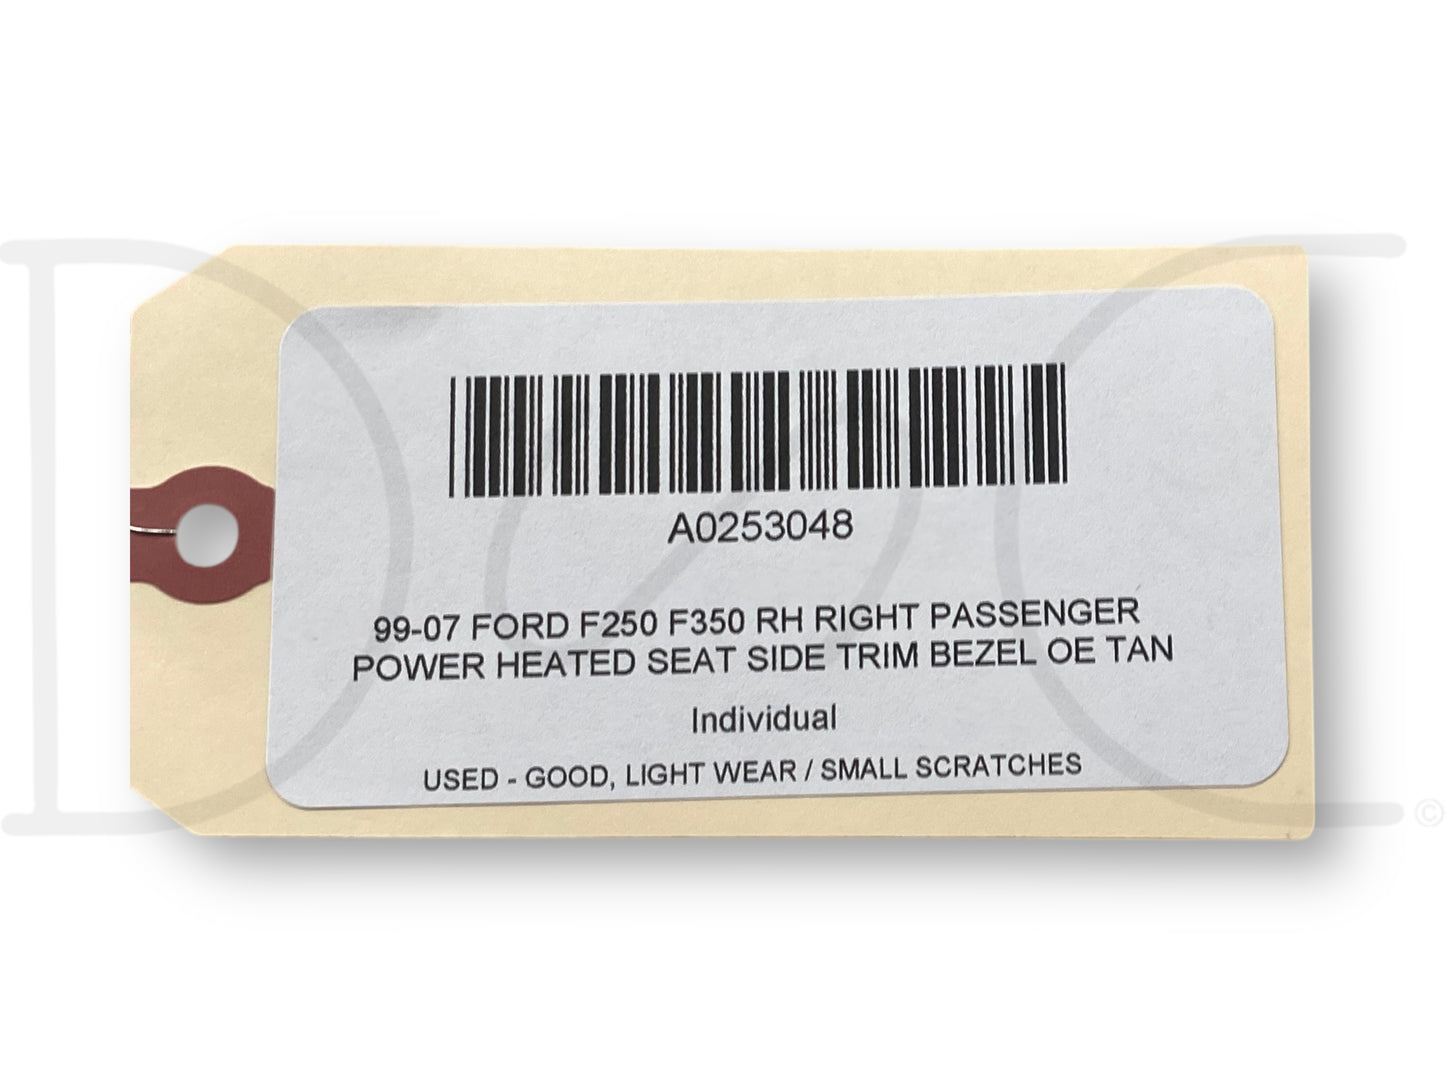 A0253048
99-07 FORD F250 F350 RH RIGHT PASSENGER
POWER HEATED SEAT SIDE TRIM BEZEL OE TAN
Individual
USED - GOOD, LIGHT WEAR / SMALL SCRATCHES
D2C
©